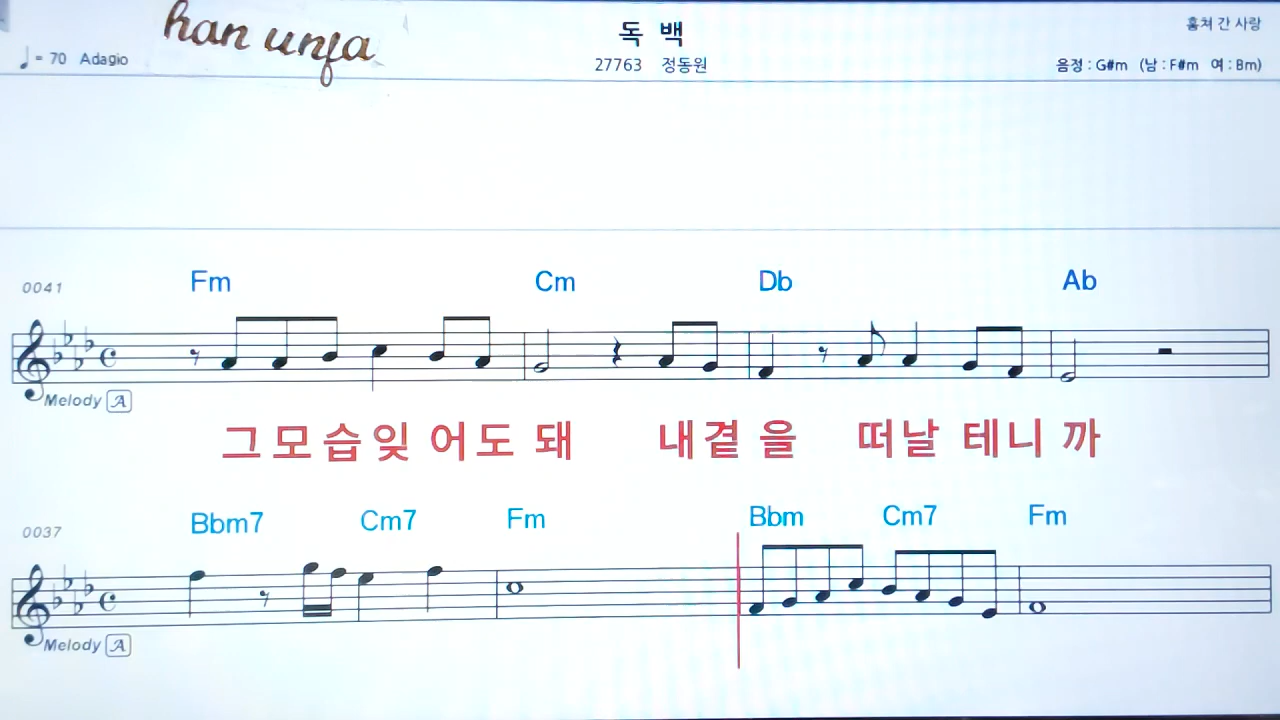 han unfa
독 백
훔쳐 간 사랑
♩ = 70 Adagio
27763 정동원
음정 : G#m (남 : F#m 여 : Bm)
0041
Fm Cm Db Ab
Melody A
그모습잊 어도 돼 내곁 을 떠날 테니 까
0037
Bbm7 Cm7 Fm Bbm Cm7 Fm
Melody A